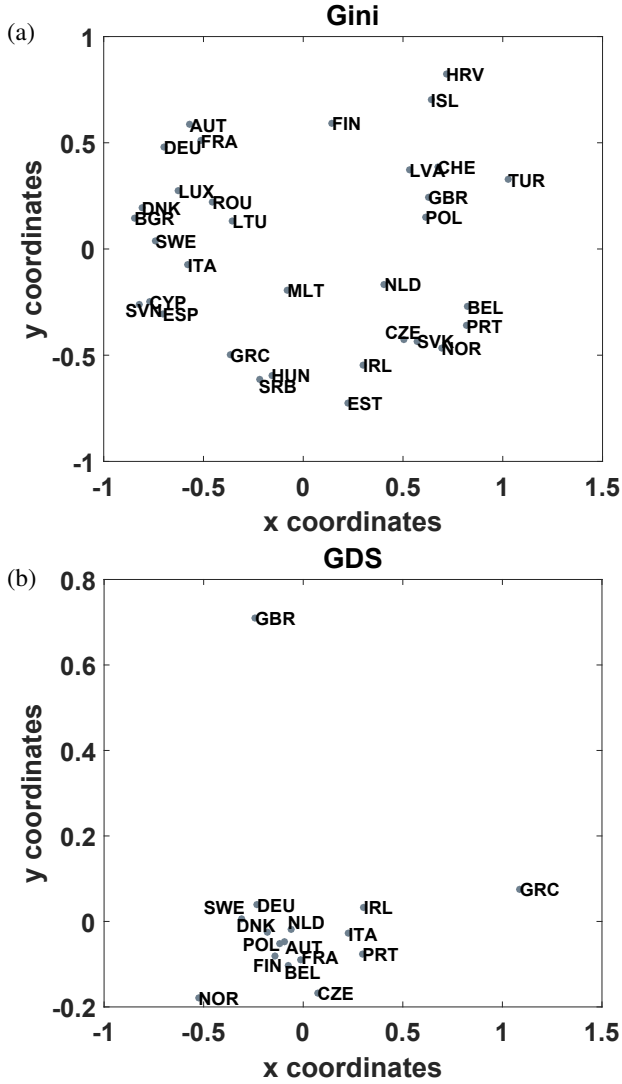 (a)
Gini
1
HRV
ISL
AUT
FIN
0.5
FRA
DEU
LVA
CHE
TUR
LUX
ROU
GBR
DNK
BGR
LTU
POL
0
SWE
ITA
MLT
NLD
CYP
SVN
ESP
BEL
PRT
CZE
SVK
NOR
-0.5
GRC
IRL
HUN
SRB
EST
-1
-1 -0.5 0 0.5 1 1.5
x coordinates
y coordinates
(b)
GDS
0.8
GBR
0.6
0.4
0.2
GRC
SWE
DEU
IRL
0
DNK
NLD
ITA
POL
AUT
PRT
FRA
FIN
BEL
NOR
CZE
-0.2
-1 -0.5 0 0.5 1 1.5
x coordinates
y coordinates